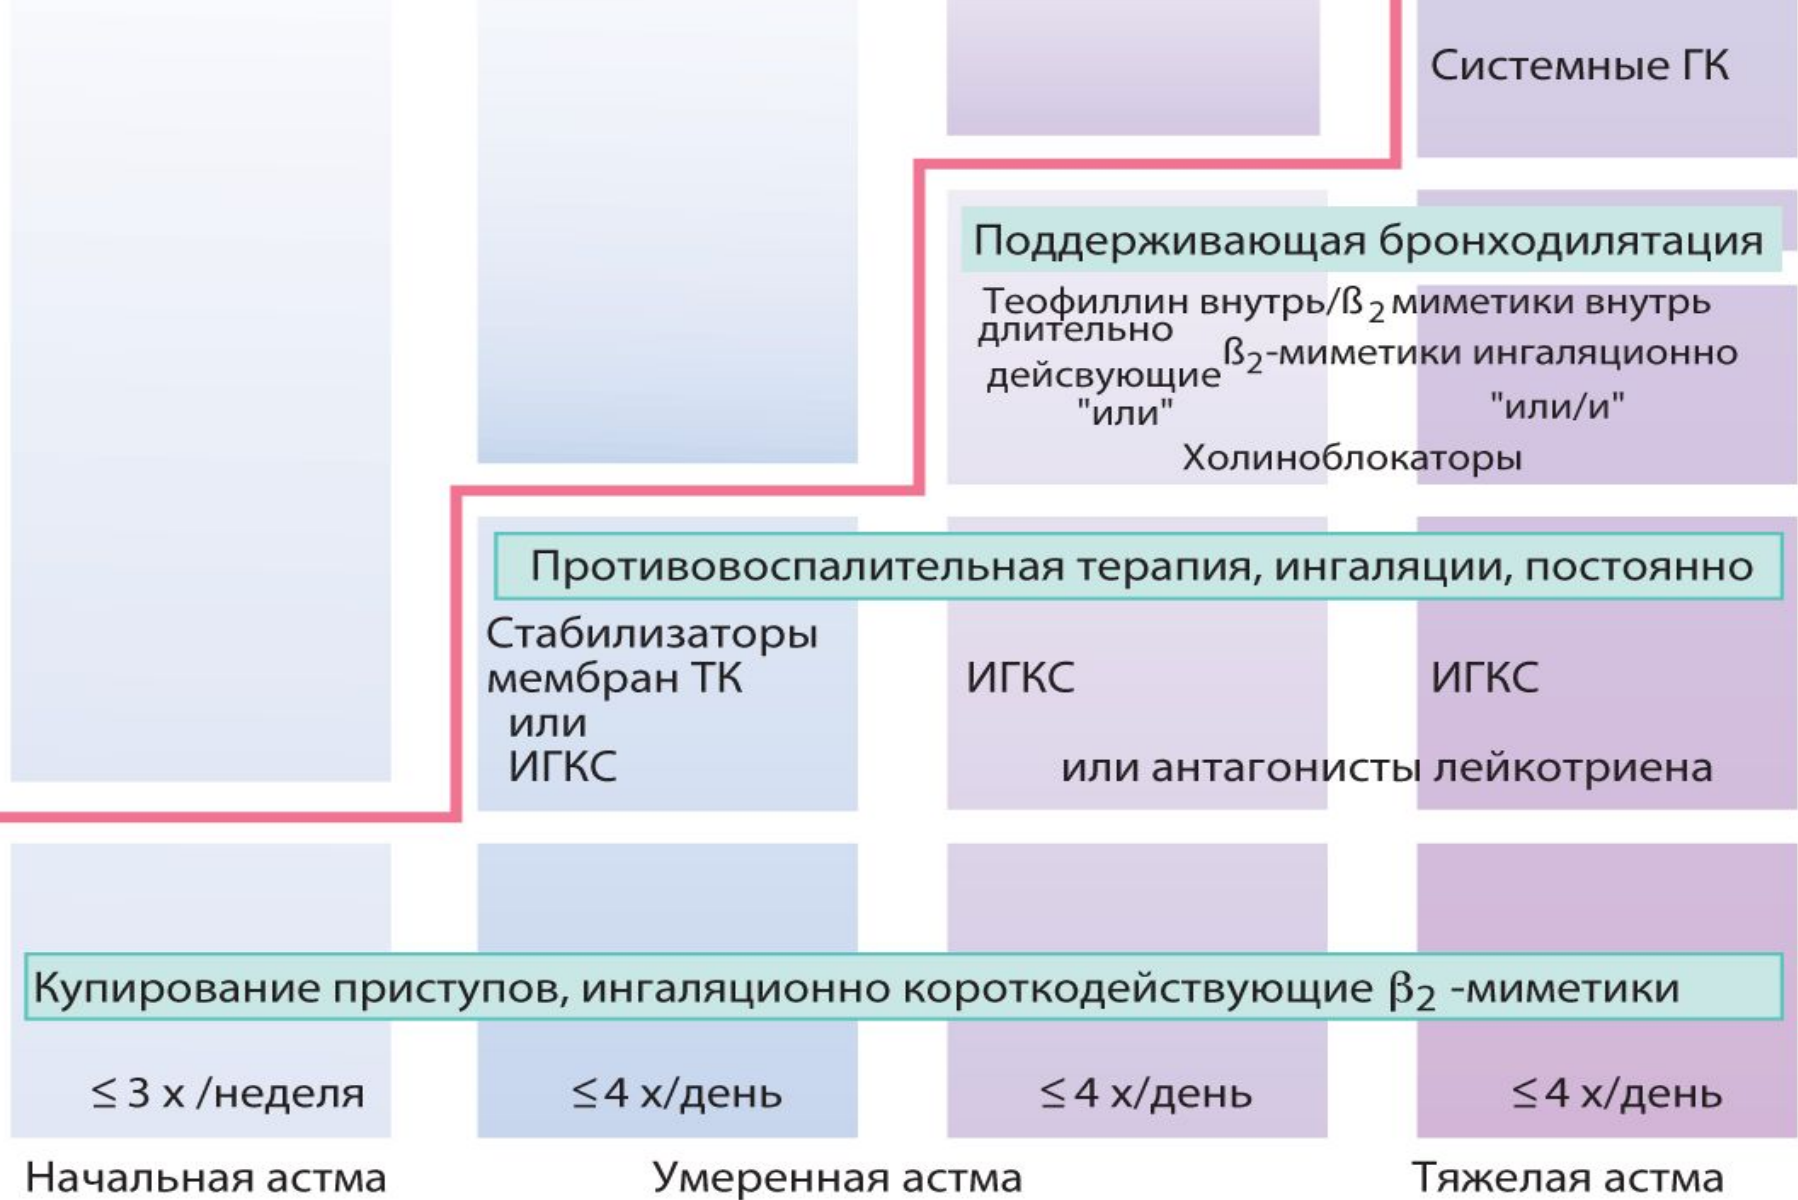 Системные ГК
Поддерживающая бронходилятация
Теофиллин внутрь/ß2 миметики внутрь
длительно
дейсвующие ß2-миметики ингаляционно
"или" "или/и"
Холиноблокаторы
Противовоспалительная терапия, ингаляции, постоянно
Стабилизаторы
мембран ТК
или
ИГКС
ИГКС
ИГКС
или антагонисты лейкотриена
Купирование приступов, ингаляционно короткодействующие β2 -миметики
≤ 3 x /неделя
≤ 4 x/день
≤ 4 x/день
≤ 4 x/день
Начальная астма
Умеренная астма
Тяжелая астма